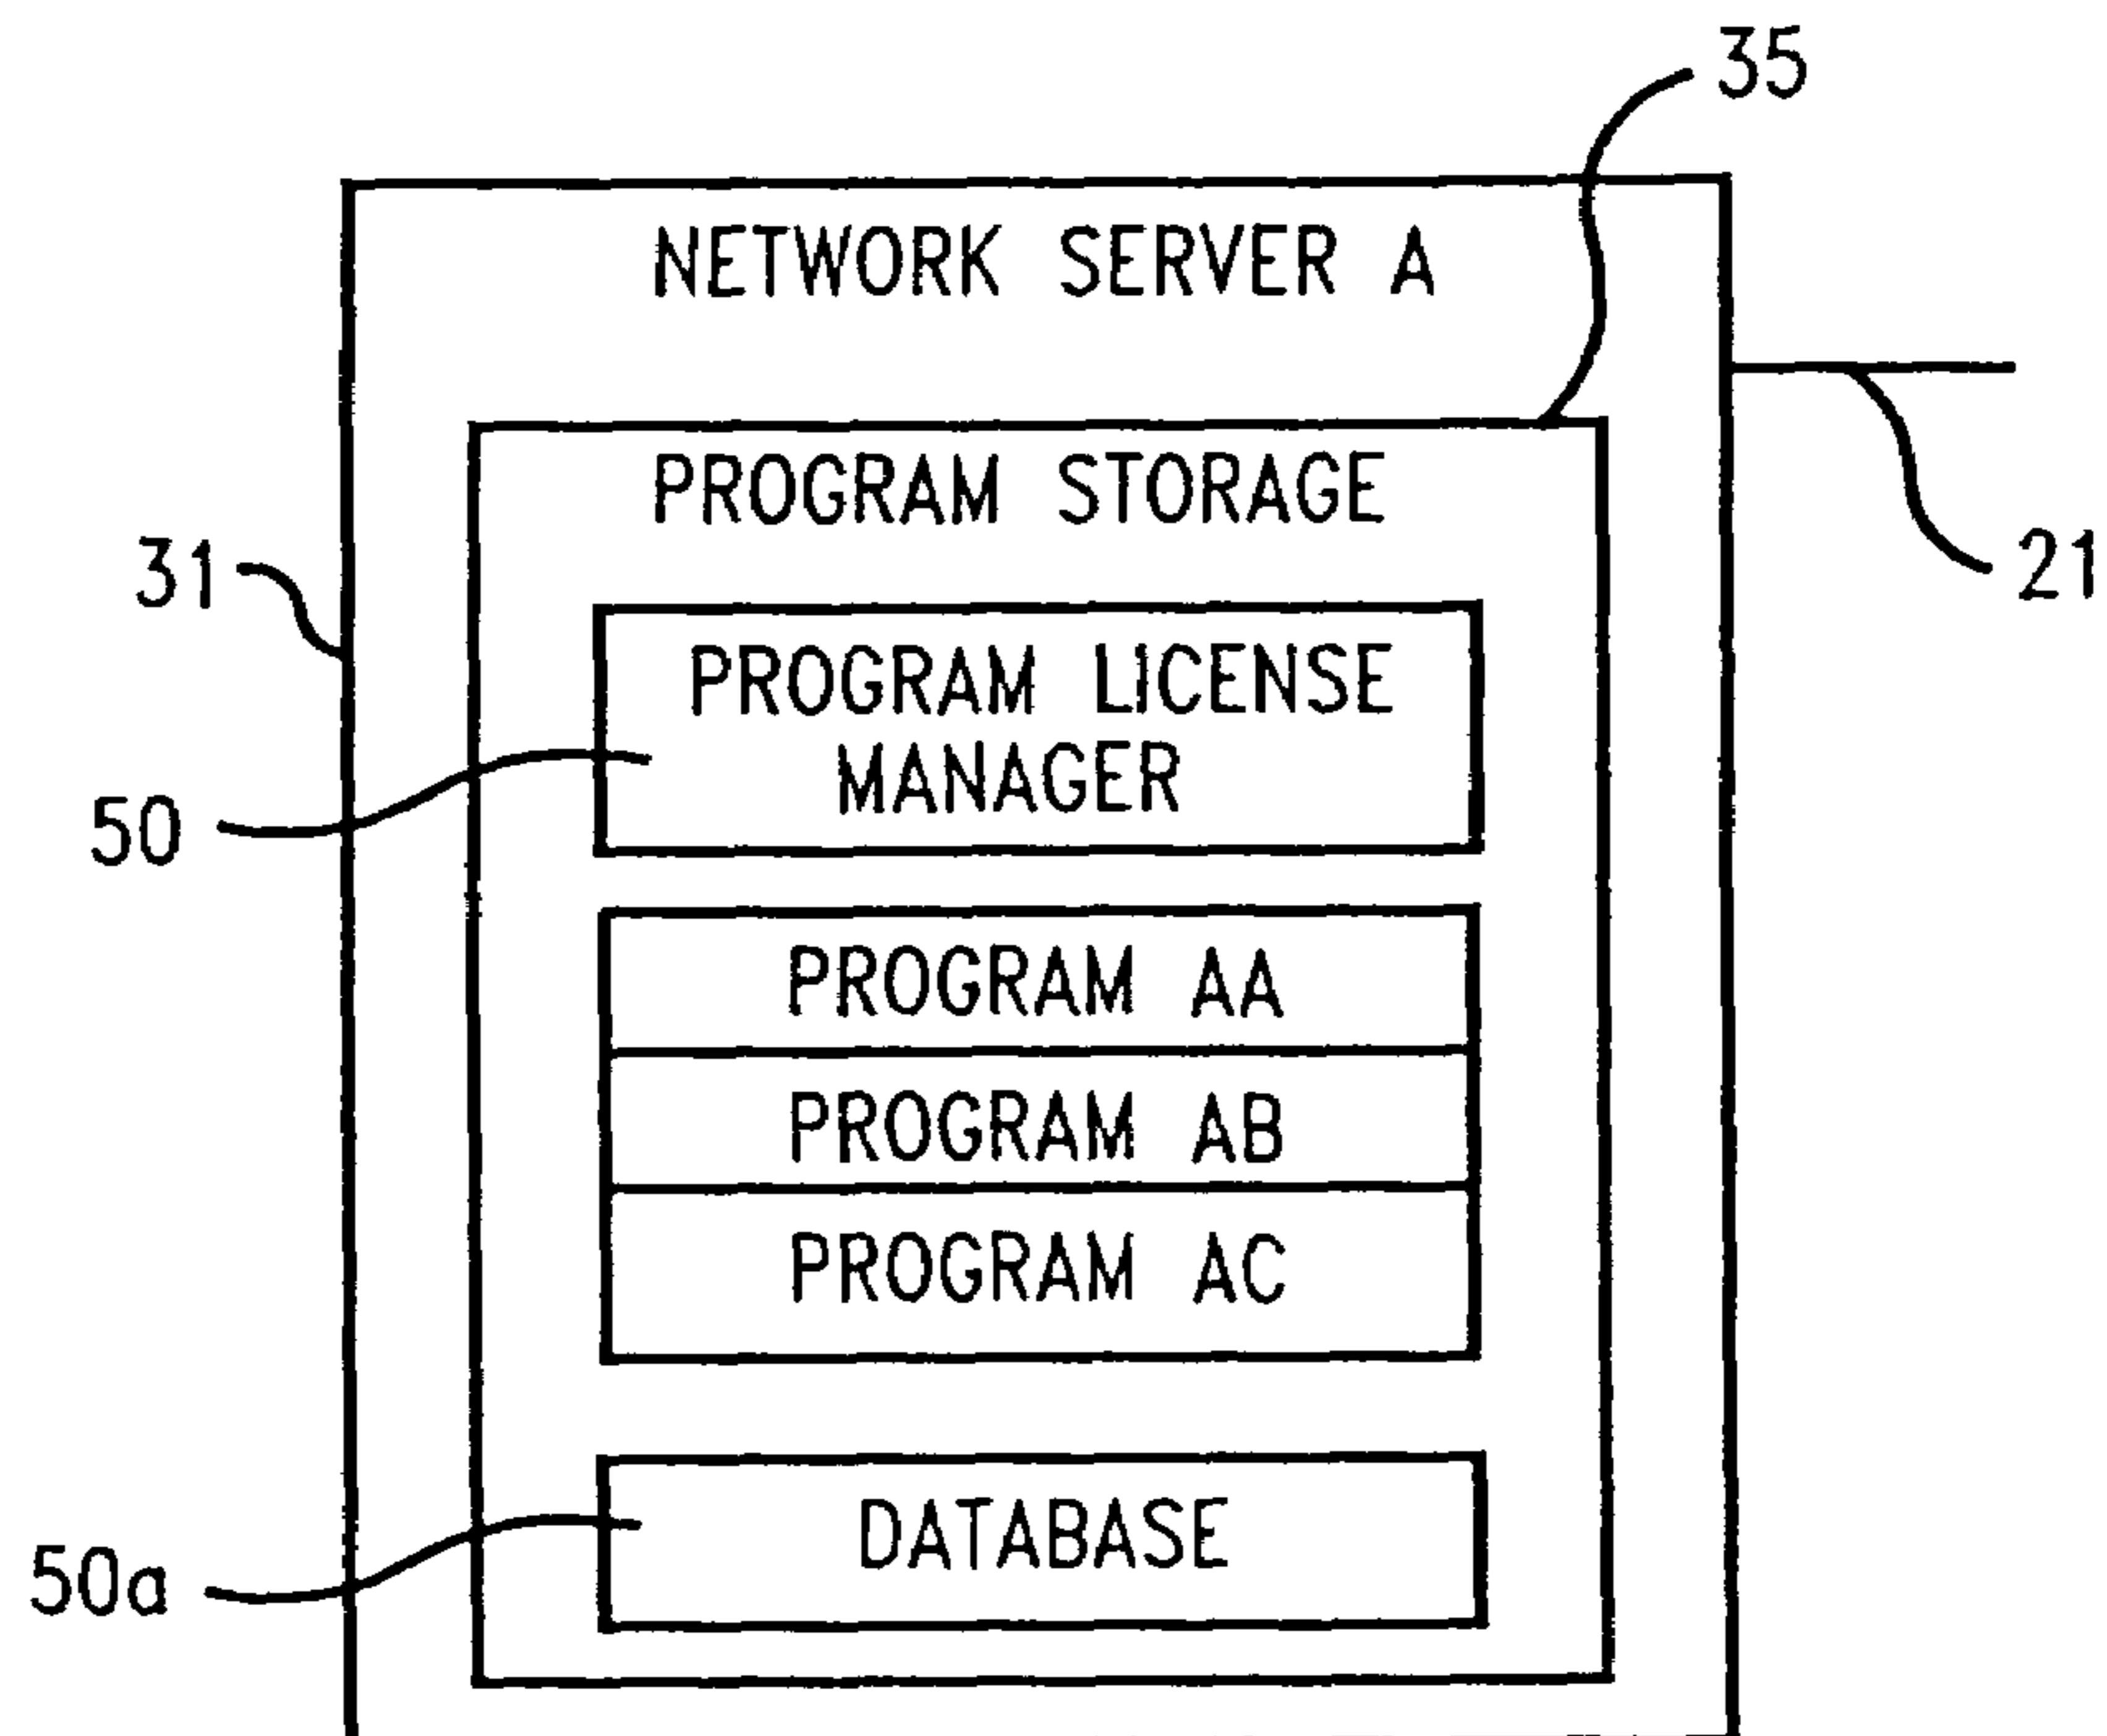 35
NETWORK SERVER A
PROGRAM STORAGE
31
21
PROGRAM LICENSE
MANAGER
50
PROGRAM AA
PROGRAM AB
PROGRAM AC
DATABASE
50a